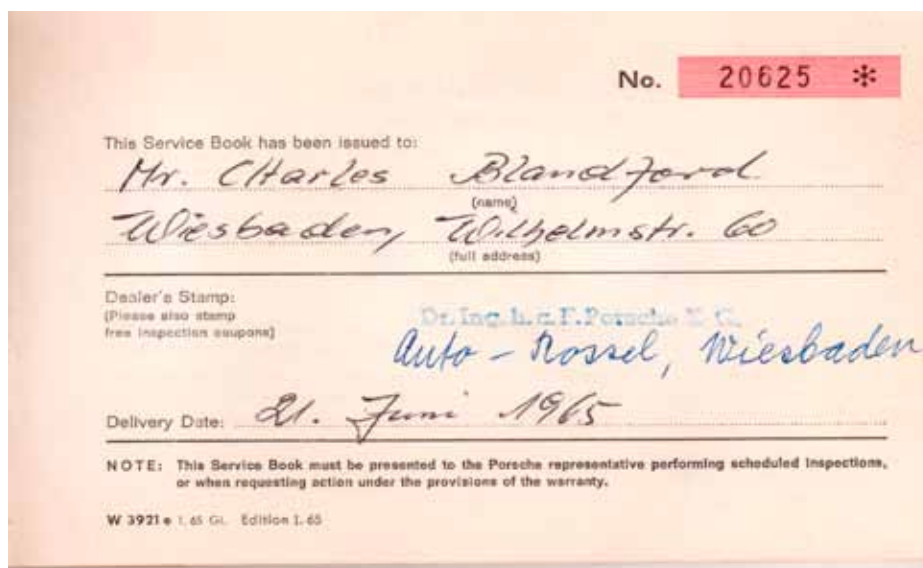 No. 20625 *
This Service Book has been issued to:
Mr. CHarles Blandford
(name)
Wiesbaden, Wilhelmstr. 60
(full address)
Dealer's Stamp:
(Please also stamp
free inspection coupons)
Dr. Ing. h. c. F. Porsche K. G.
Auto - Rossel, Wiesbaden
Delivery Date: 21. Juni 1965
NOTE: This Service Book must be presented to the Porsche representative performing scheduled inspections,
or when requesting action under the provisions of the warranty.
W 3921 e 1. 65 Gl. Edition 1. 65